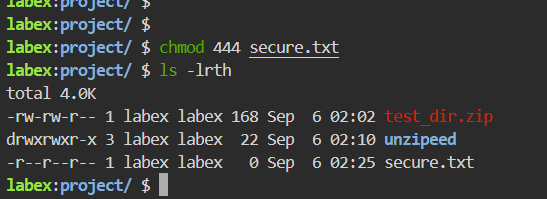 labex:project/ $
labex:project/ $
labex:project/ $ chmod 444 secure.txt
labex:project/ $ ls -lrth
total 4.0K
-rw-rw-r-- 1 labex labex 168 Sep  6 02:02 test_dir.zip
drwxrwxr-x 3 labex labex  22 Sep  6 02:10 unzipeed
-r--r--r-- 1 labex labex   0 Sep  6 02:25 secure.txt
labex:project/ $